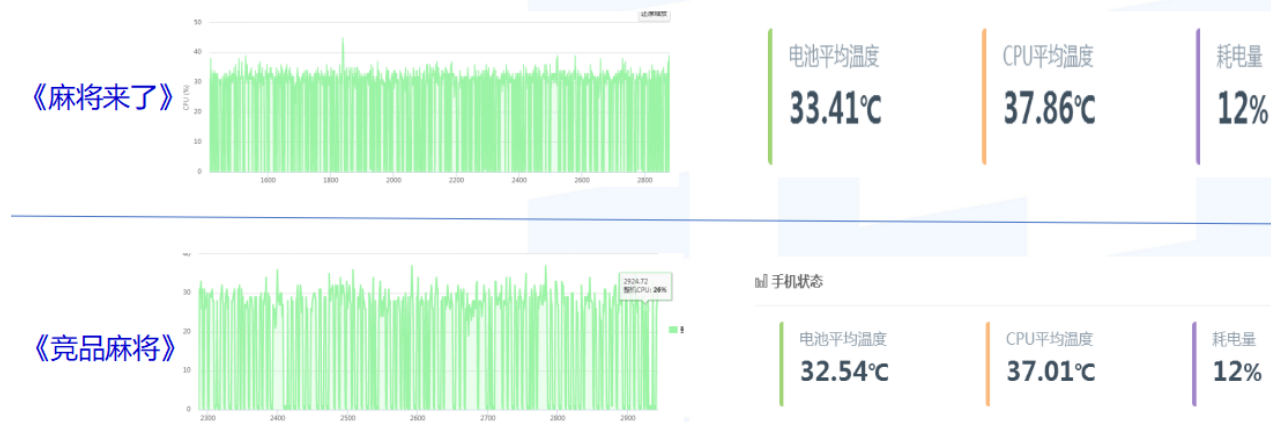 50
40
30
20
10
0
CPU (%)
1600 1800 2000 2200 2400 2600 2800
《麻将来了》
电池平均温度
33.41℃
CPU平均温度
37.86℃
耗电量
12%
30
20
10
0
2300 2400 2500 2600 2700 2800 2900
2924.72
整机CPU: 26%
《竞品麻将》
手机状态
电池平均温度
32.54℃
CPU平均温度
37.01℃
耗电量
12%